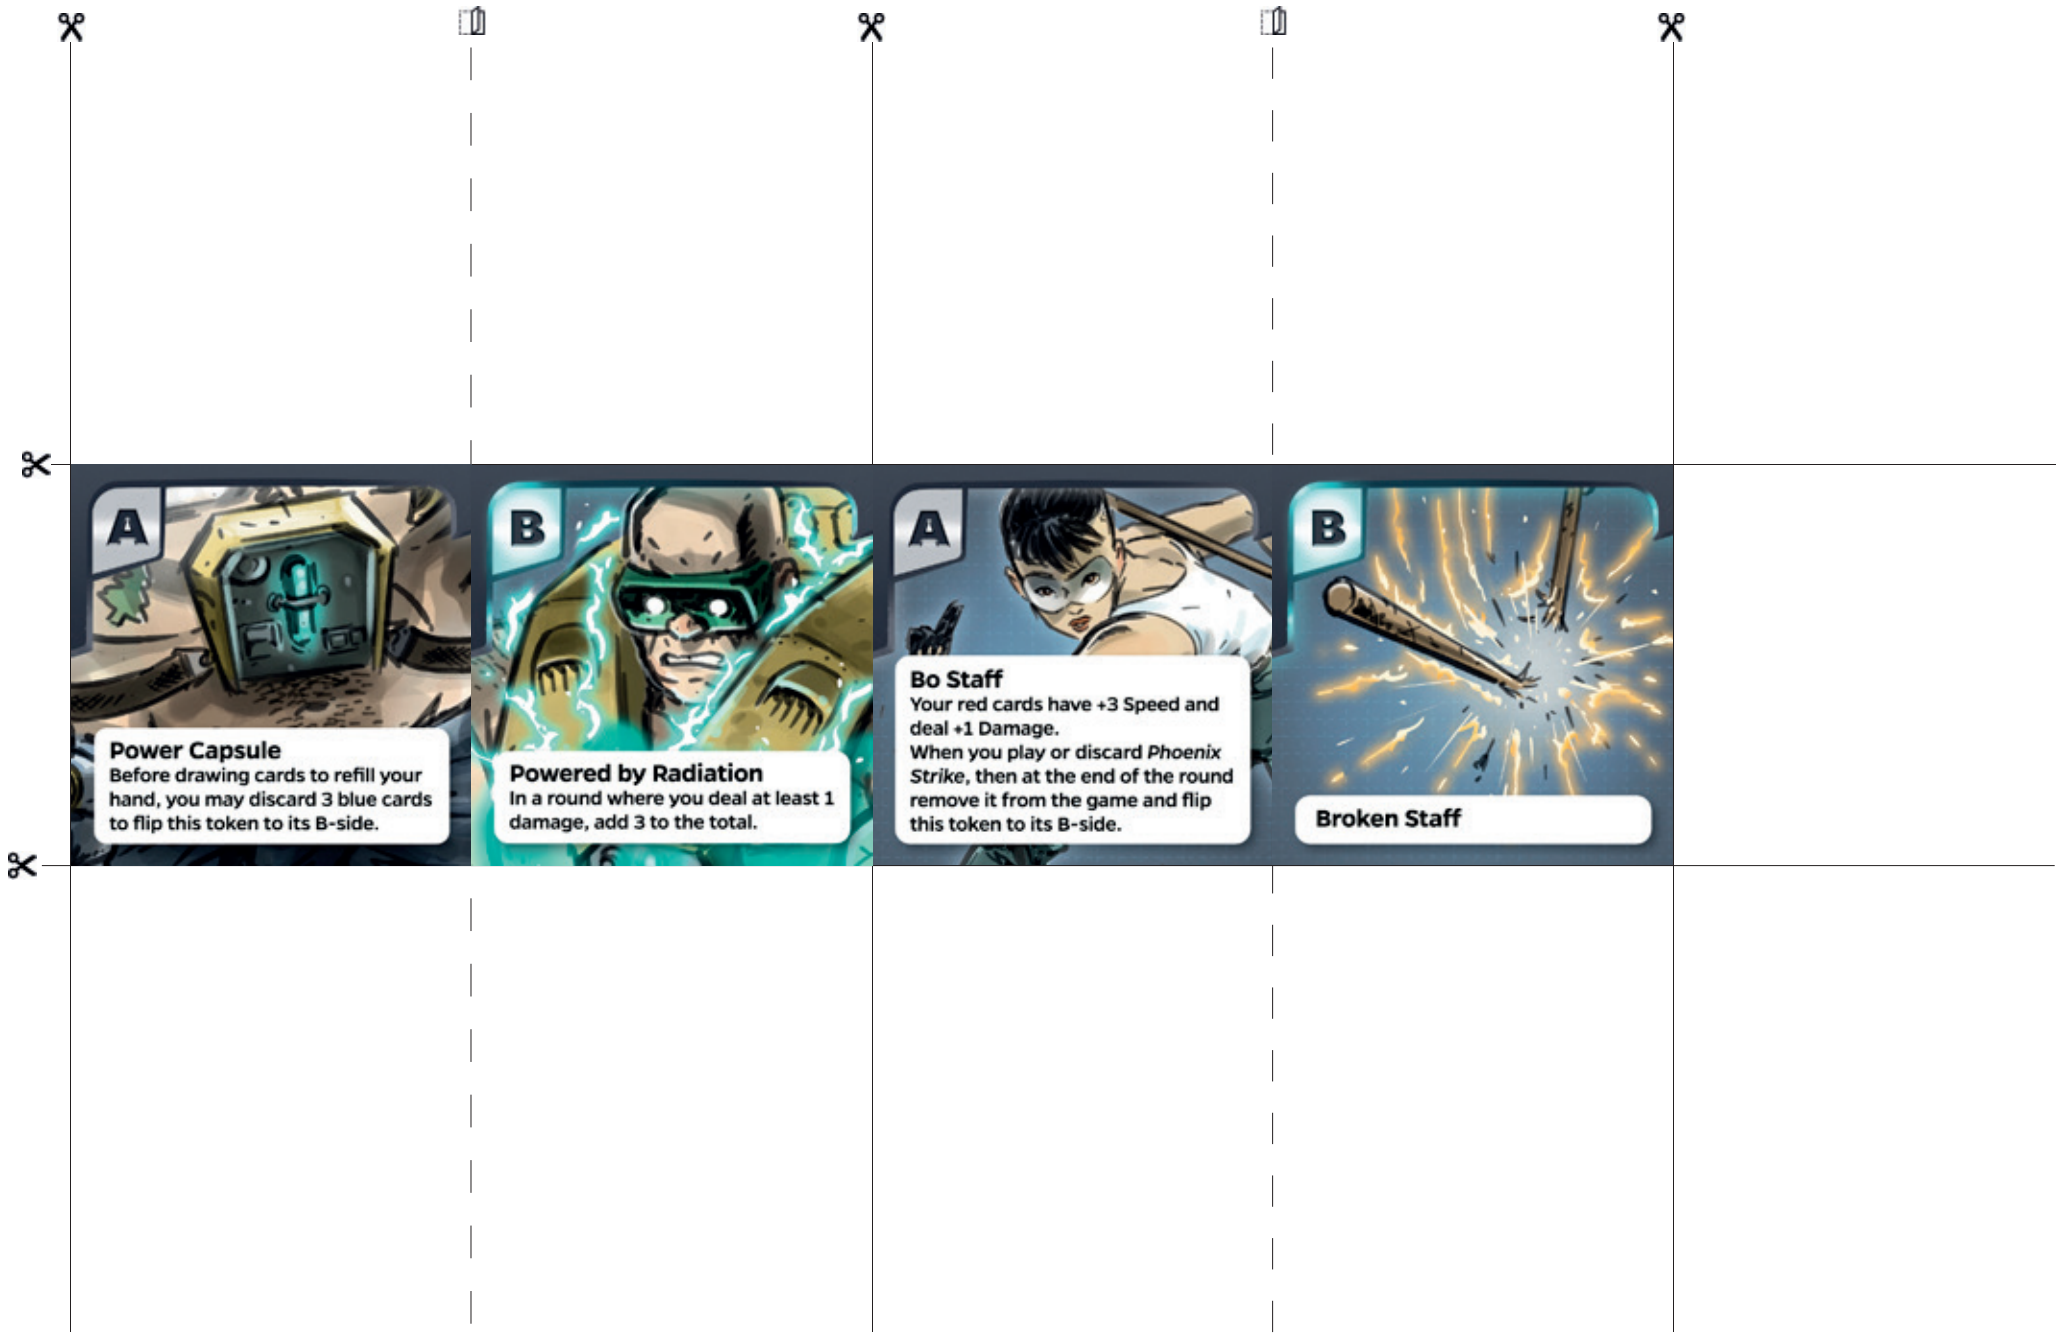 A
Power Capsule
Before drawing cards to refill your
hand, you may discard 3 blue cards
to flip this token to its B-side.
B
Powered by Radiation
In a round where you deal at least 1
damage, add 3 to the total.
A
Bo Staff
Your red cards have +3 Speed and
deal +1 Damage.
When you play or discard Phoenix
Strike, then at the end of the round
remove it from the game and flip
this token to its B-side.
B
Broken Staff